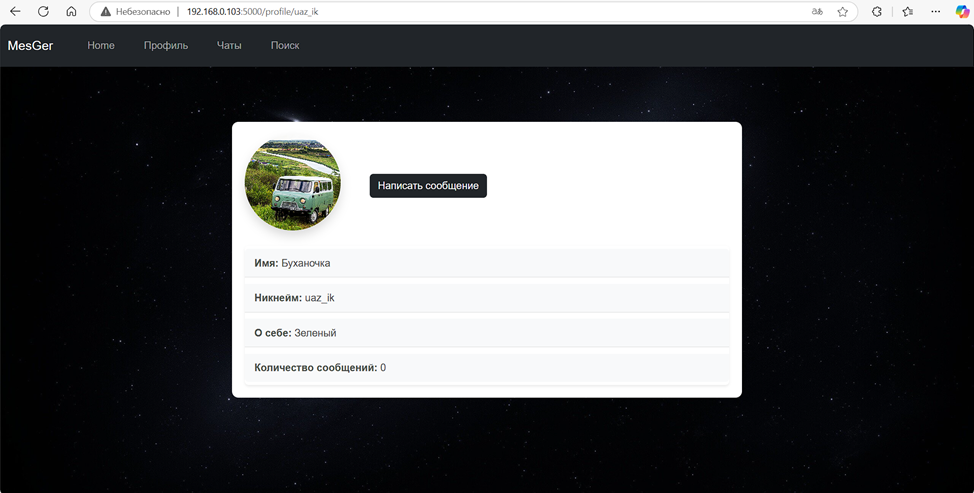 Небезопасно 192.168.0.103:5000/profile/uaz_ik
MesGer Home Профиль Чаты Поиск
Написать сообщение
Имя: Буханочка
Никнейм: uaz_ik
О себе: Зеленый
Количество сообщений: 0